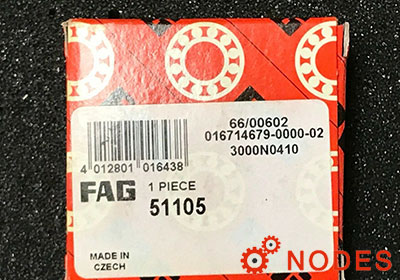 66/00602
016714679-0000-02
3000N0410
4 012801 016438
FAG 1 PIECE
51105
MADE IN
CZECH
NODES